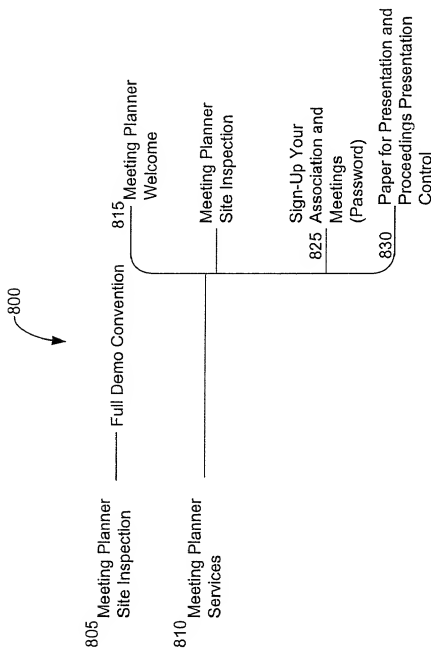 800
805 Meeting Planner
Site Inspection
Full Demo Convention
810 Meeting Planner
Services
815 Meeting Planner
Welcome
Meeting Planner
Site Inspection
825 Sign-Up Your
Association and
Meetings
(Password)
830 Paper for Presentation and
Proceedings Presentation
Control